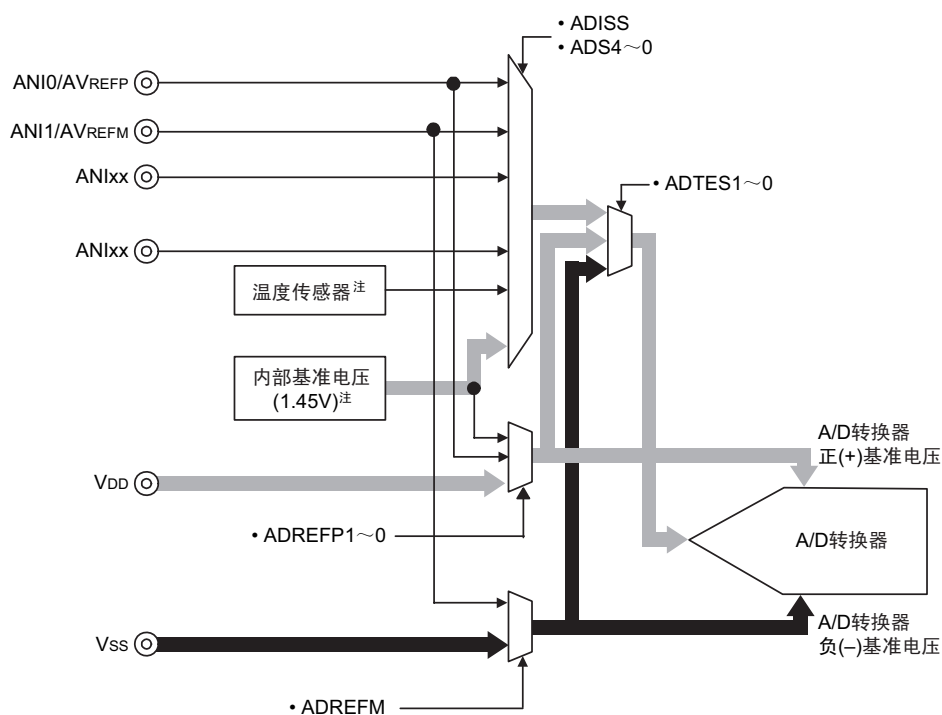 • ADISS
• ADS4～0
ANI0/AVREFP
ANI1/AVREFM
ANIxx
• ADTES1～0
ANIxx
温度传感器注
内部基准电压
(1.45V)注
A/D转换器
正(+)基准电压
VDD
• ADREFP1～0
A/D转换器
A/D转换器
负(–)基准电压
VSS
• ADREFM